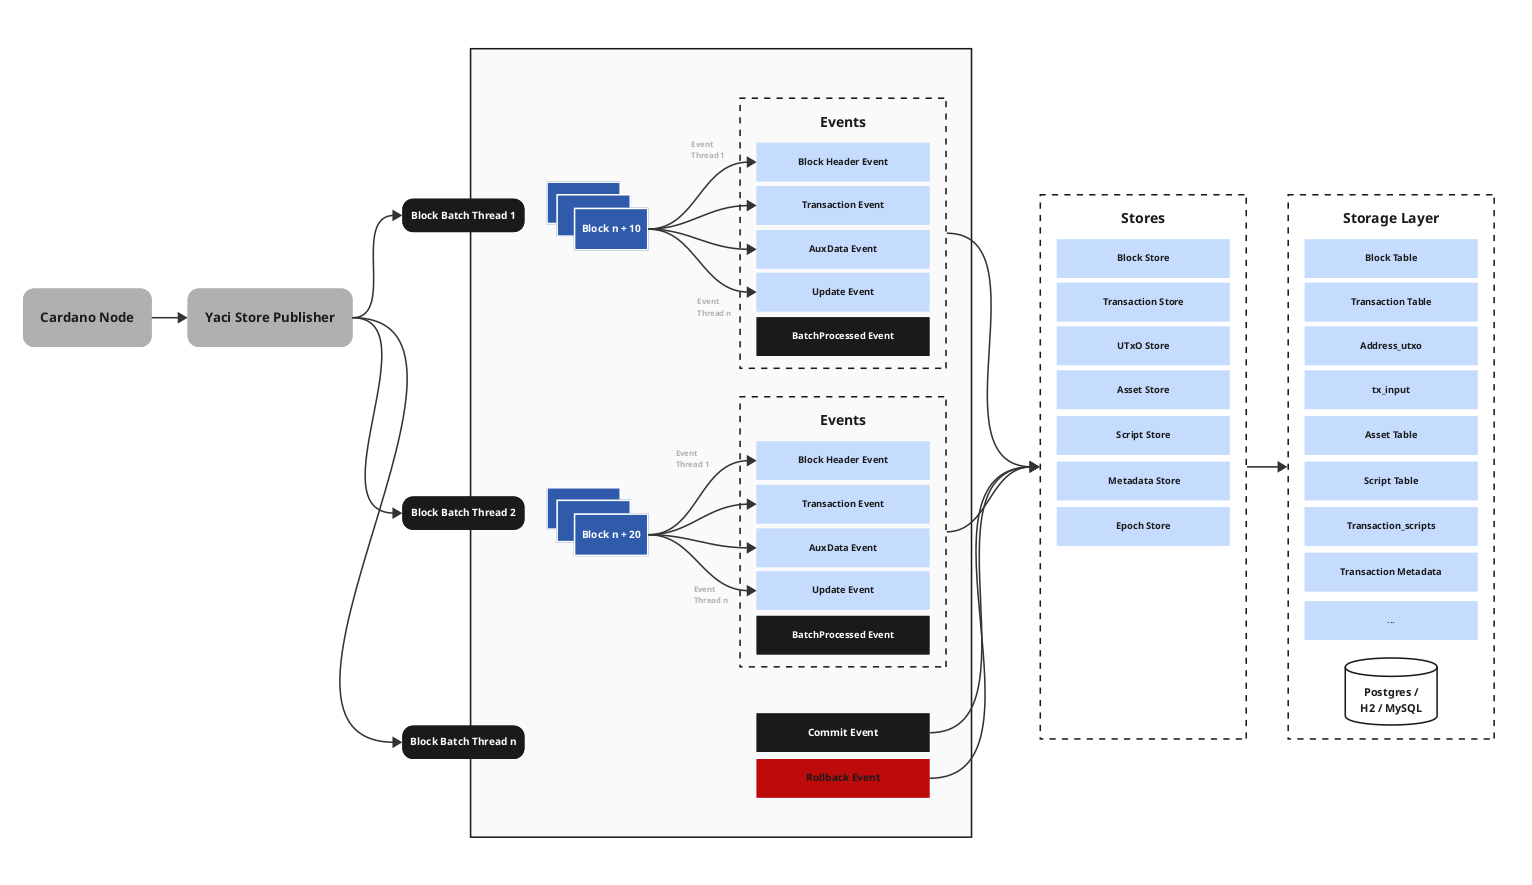 Cardano Node
Yaci Store Publisher
Block Batch Thread 1
Block Batch Thread 2
Block Batch Thread n
Block n + 10
Event
Thread 1
Event
Thread n
Events
Block Header Event
Transaction Event
AuxData Event
Update Event
BatchProcessed Event
Block n + 20
Event
Thread 1
Event
Thread n
Events
Block Header Event
Transaction Event
AuxData Event
Update Event
BatchProcessed Event
Commit Event
Rollback Event
Stores
Block Store
Transaction Store
UTxO Store
Asset Store
Script Store
Metadata Store
Epoch Store
Storage Layer
Block Table
Transaction Table
Address_utxo
tx_input
Asset Table
Script Table
Transaction_scripts
Transaction Metadata
...
Postgres /
H2 / MySQL